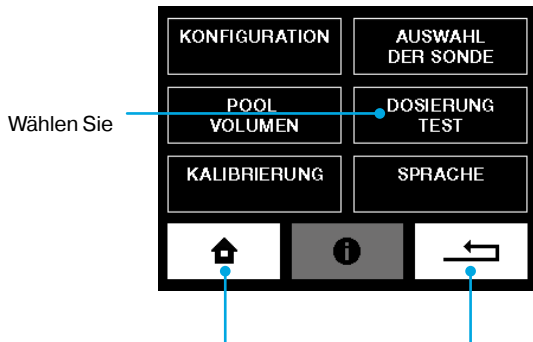 KONFIGURATION
AUSWAHL
DER SONDE
Wählen Sie
POOL
VOLUMEN
DOSIERUNG
TEST
KALIBRIERUNG
SPRACHE